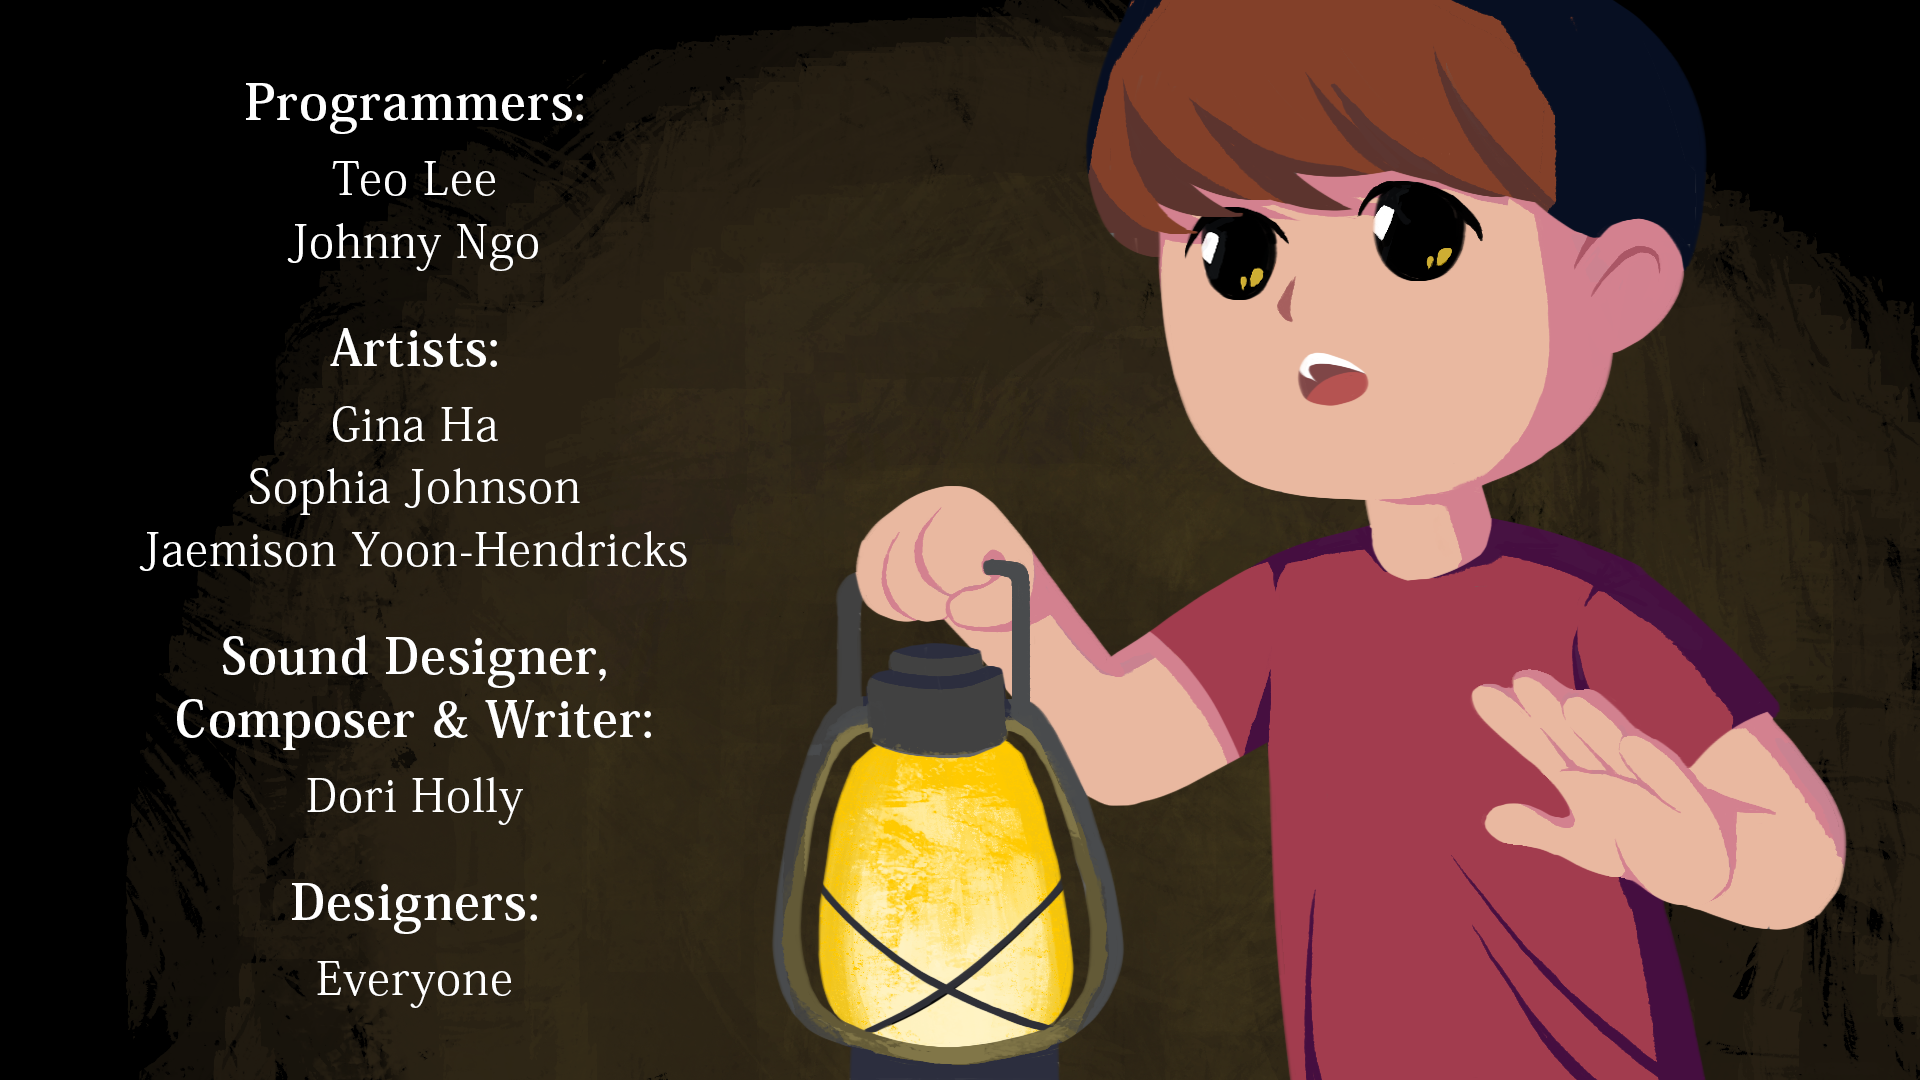 Programmers:
Teo Lee
Johnny Ngo
Artists:
Gina Ha
Sophia Johnson
Jaemison Yoon-Hendricks
Sound Designer,
Composer & Writer:
Dori Holly
Designers:
Everyone